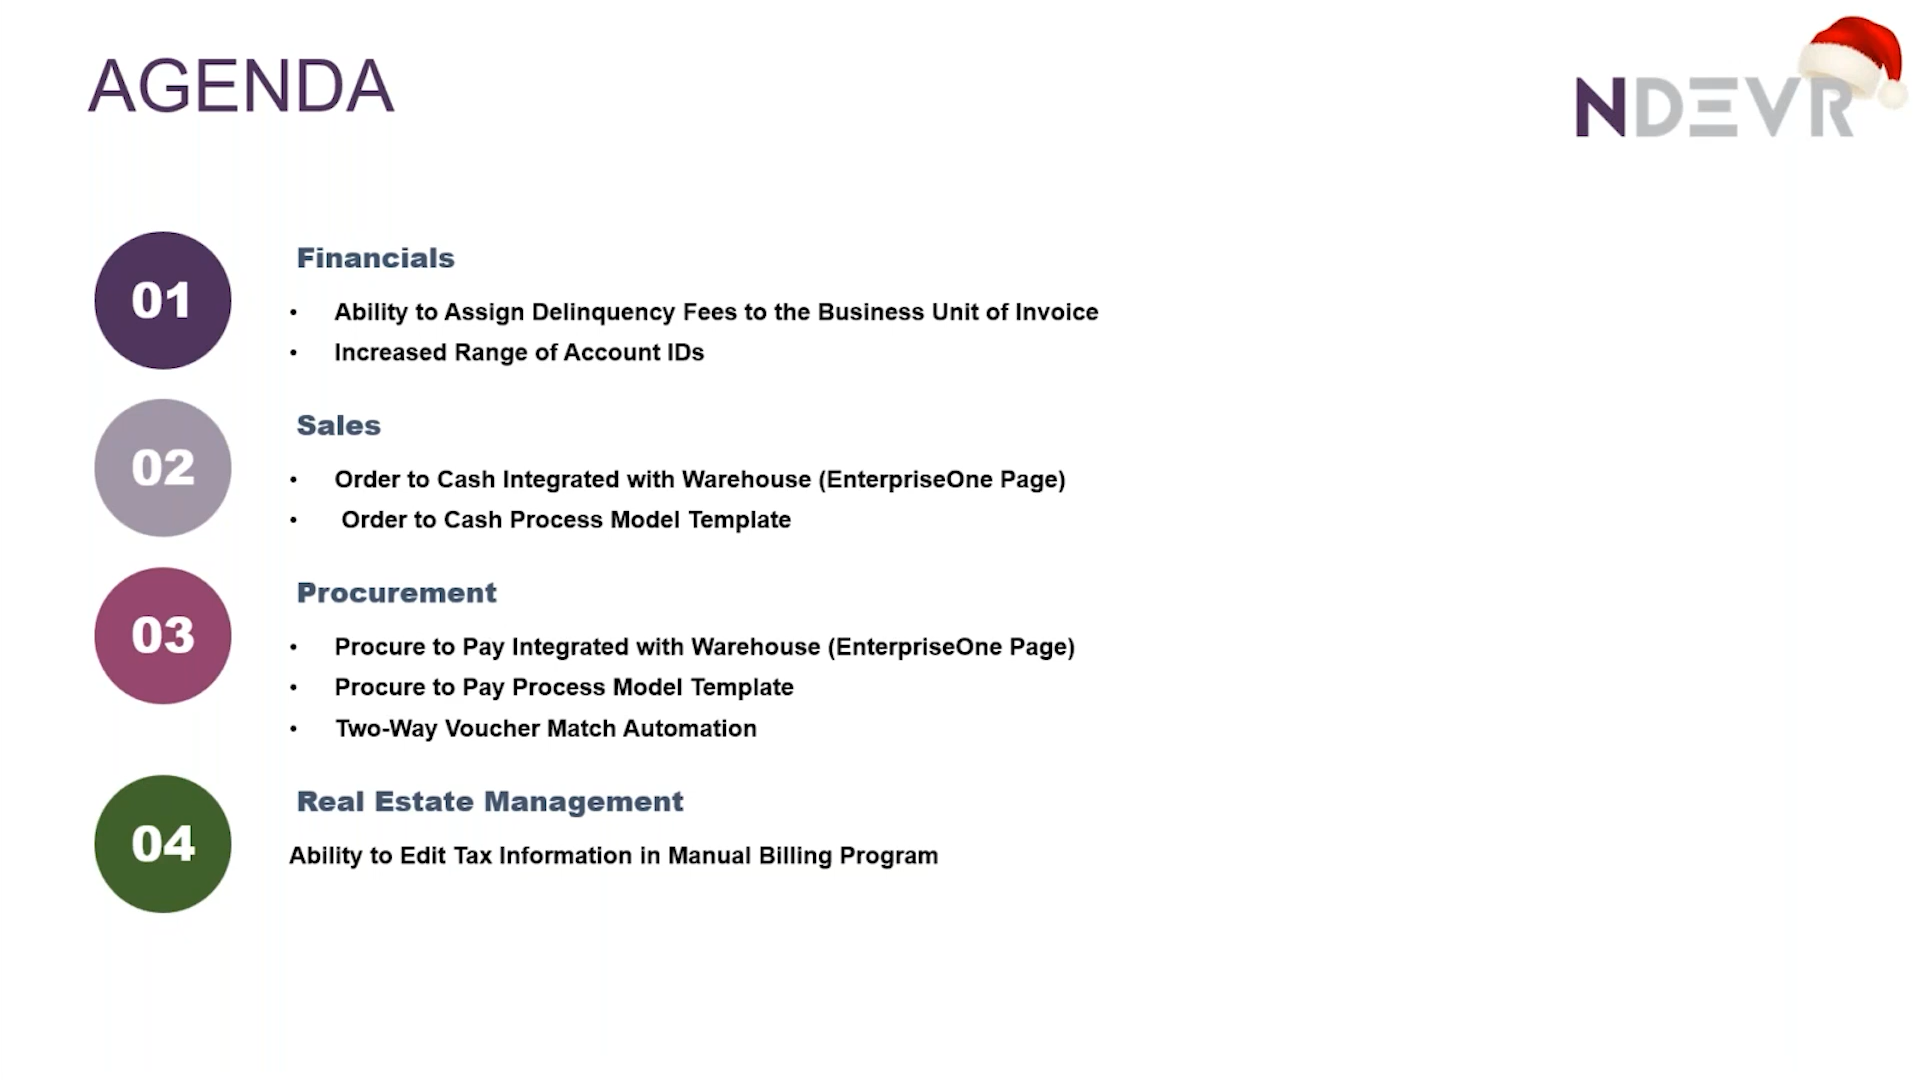 AGENDA
NDEVR
01
Financials
• Ability to Assign Delinquency Fees to the Business Unit of Invoice
• Increased Range of Account IDs
02
Sales
• Order to Cash Integrated with Warehouse (EnterpriseOne Page)
• Order to Cash Process Model Template
03
Procurement
• Procure to Pay Integrated with Warehouse (EnterpriseOne Page)
• Procure to Pay Process Model Template
• Two-Way Voucher Match Automation
04
Real Estate Management
Ability to Edit Tax Information in Manual Billing Program